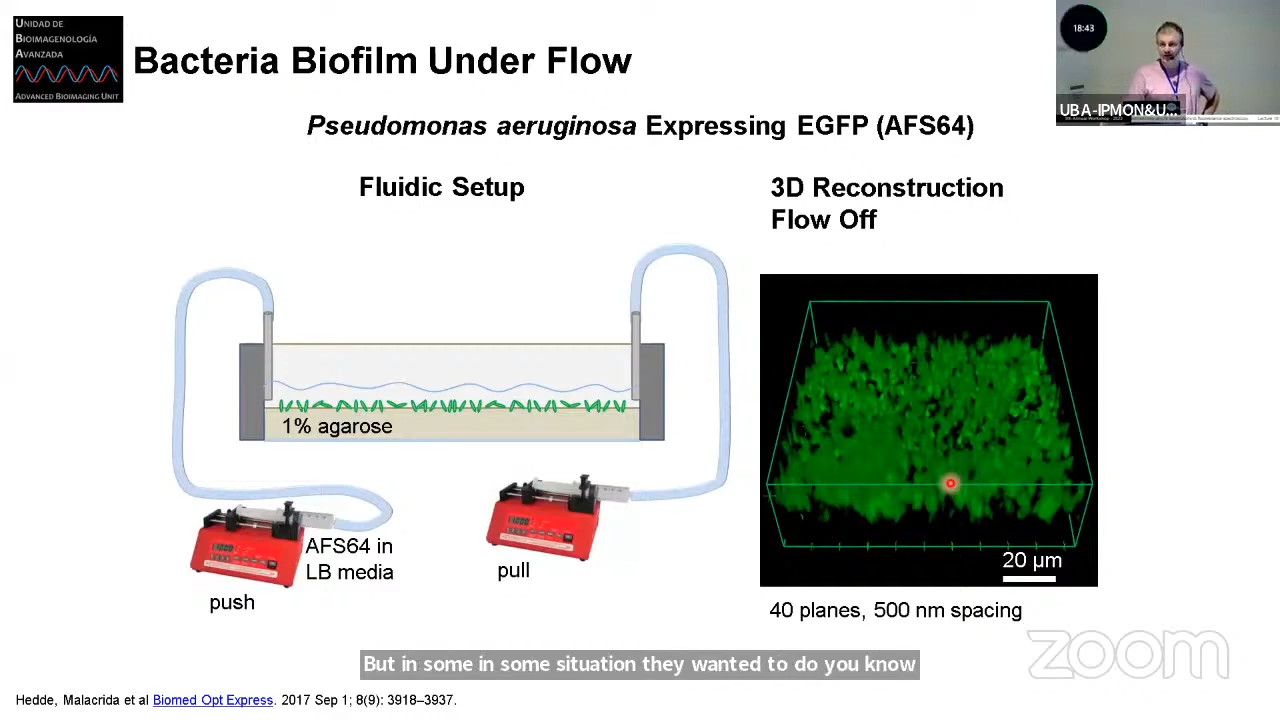 UNIDAD DE
BIOIMAGENOLOGÍA
AVANZADA
ADVANCED BIOIMAGING UNIT
Bacteria Biofilm Under Flow
18:43
UBA-IPMON&U...
Pseudomonas aeruginosa Expressing EGFP (AFS64)
Fluidic Setup
3D Reconstruction
Flow Off
1% agarose
AFS64 in
LB media
push
pull
20 µm
40 planes, 500 nm spacing
zoom
But in some in some situation they wanted to do you know
Hedde, Malacrida et al Biomed Opt Express. 2017 Sep 1; 8(9): 3918–3937.